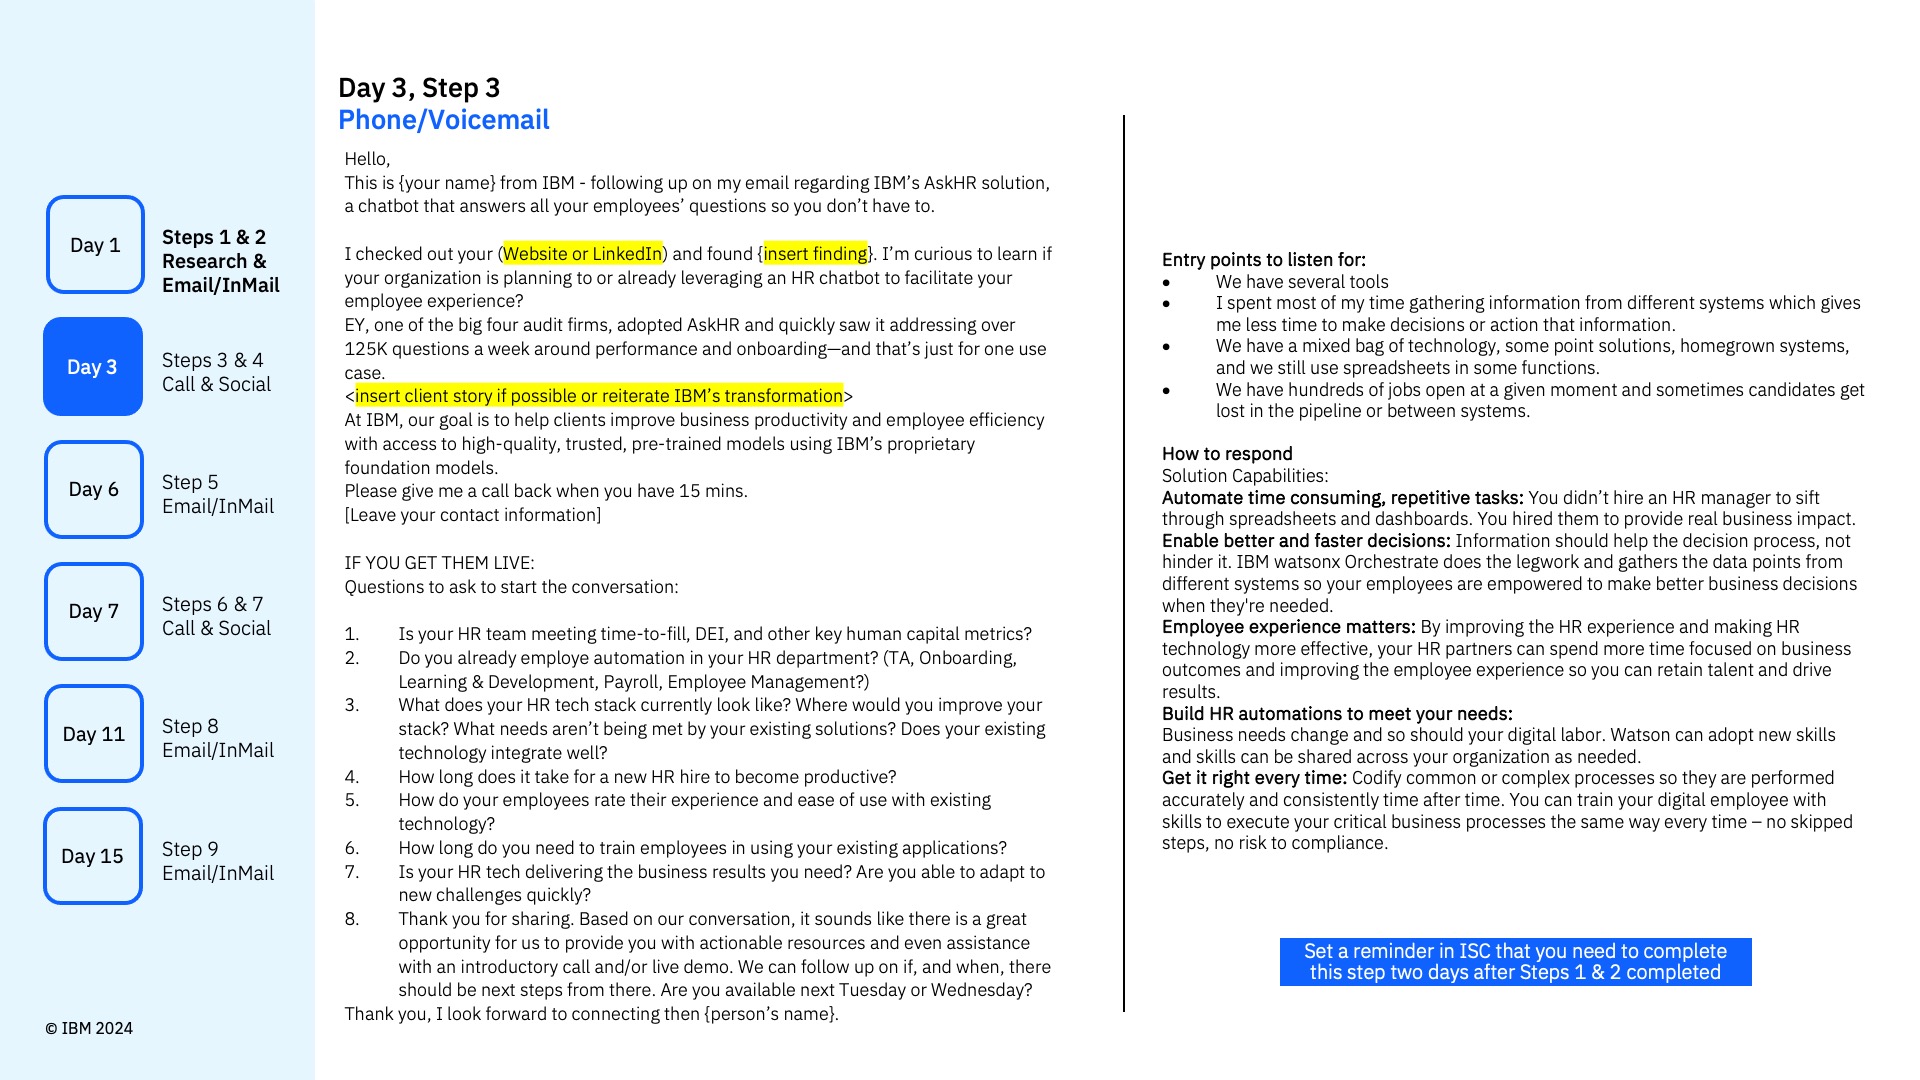 Day 3, Step 3
Phone/Voicemail
Day 1
Steps 1 & 2
Research &
Email/InMail
Day 3
Steps 3 & 4
Call & Social
Day 6
Step 5
Email/InMail
Day 7
Steps 6 & 7
Call & Social
Day 11
Step 8
Email/InMail
Day 15
Step 9
Email/InMail
© IBM 2024
Hello,
This is {your name} from IBM - following up on my email regarding IBM’s AskHR solution,
a chatbot that answers all your employees’ questions so you don’t have to.
I checked out your (Website or LinkedIn) and found {insert finding}. I’m curious to learn if
your organization is planning to or already leveraging an HR chatbot to facilitate your
employee experience?
EY, one of the big four audit firms, adopted AskHR and quickly saw it addressing over
125K questions a week around performance and onboarding—and that’s just for one use
case.
<insert client story if possible or reiterate IBM’s transformation>
At IBM, our goal is to help clients improve business productivity and employee efficiency
with access to high-quality, trusted, pre-trained models using IBM’s proprietary
foundation models.
Please give me a call back when you have 15 mins.
[Leave your contact information]
IF YOU GET THEM LIVE:
Questions to ask to start the conversation:
1. Is your HR team meeting time-to-fill, DEI, and other key human capital metrics?
2. Do you already employe automation in your HR department? (TA, Onboarding,
Learning & Development, Payroll, Employee Management?)
3. What does your HR tech stack currently look like? Where would you improve your
stack? What needs aren’t being met by your existing solutions? Does your existing
technology integrate well?
4. How long does it take for a new HR hire to become productive?
5. How do your employees rate their experience and ease of use with existing
technology?
6. How long do you need to train employees in using your existing applications?
7. Is your HR tech delivering the business results you need? Are you able to adapt to
new challenges quickly?
8. Thank you for sharing. Based on our conversation, it sounds like there is a great
opportunity for us to provide you with actionable resources and even assistance
with an introductory call and/or live demo. We can follow up on if, and when, there
should be next steps from there. Are you available next Tuesday or Wednesday?
Thank you, I look forward to connecting then {person’s name}.
Entry points to listen for:
• We have several tools
• I spent most of my time gathering information from different systems which gives
me less time to make decisions or action that information.
• We have a mixed bag of technology, some point solutions, homegrown systems,
and we still use spreadsheets in some functions.
• We have hundreds of jobs open at a given moment and sometimes candidates get
lost in the pipeline or between systems.
How to respond
Solution Capabilities:
Automate time consuming, repetitive tasks: You didn’t hire an HR manager to sift
through spreadsheets and dashboards. You hired them to provide real business impact.
Enable better and faster decisions: Information should help the decision process, not
hinder it. IBM watsonx Orchestrate does the legwork and gathers the data points from
different systems so your employees are empowered to make better business decisions
when they're needed.
Employee experience matters: By improving the HR experience and making HR
technology more effective, your HR partners can spend more time focused on business
outcomes and improving the employee experience so you can retain talent and drive
results.
Build HR automations to meet your needs:
Business needs change and so should your digital labor. Watson can adopt new skills
and skills can be shared across your organization as needed.
Get it right every time: Codify common or complex processes so they are performed
accurately and consistently time after time. You can train your digital employee with
skills to execute your critical business processes the same way every time – no skipped
steps, no risk to compliance.
Set a reminder in ISC that you need to complete
this step two days after Steps 1 & 2 completed